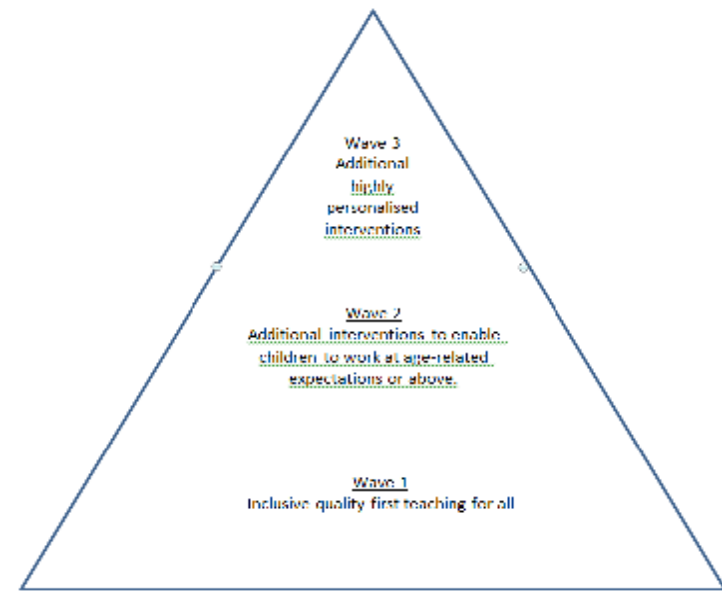 Wave 3
Additional
highly
personalised
interventions
Wave 2
Additional interventions to enable
children to work at age-related
expectations or above.
Wave 1
Inclusive quality first teaching for all